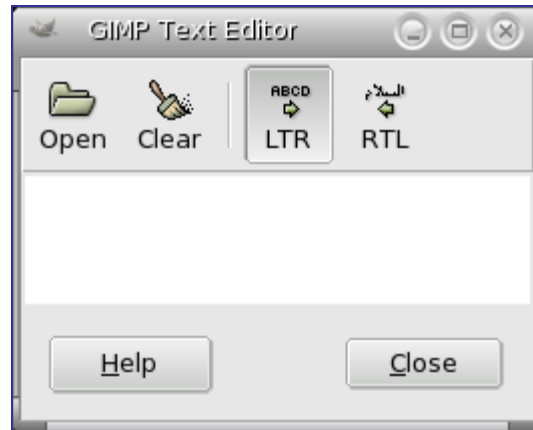 GIMP Text Editor
ABCD السلام
Open Clear LTR RTL
Help Close